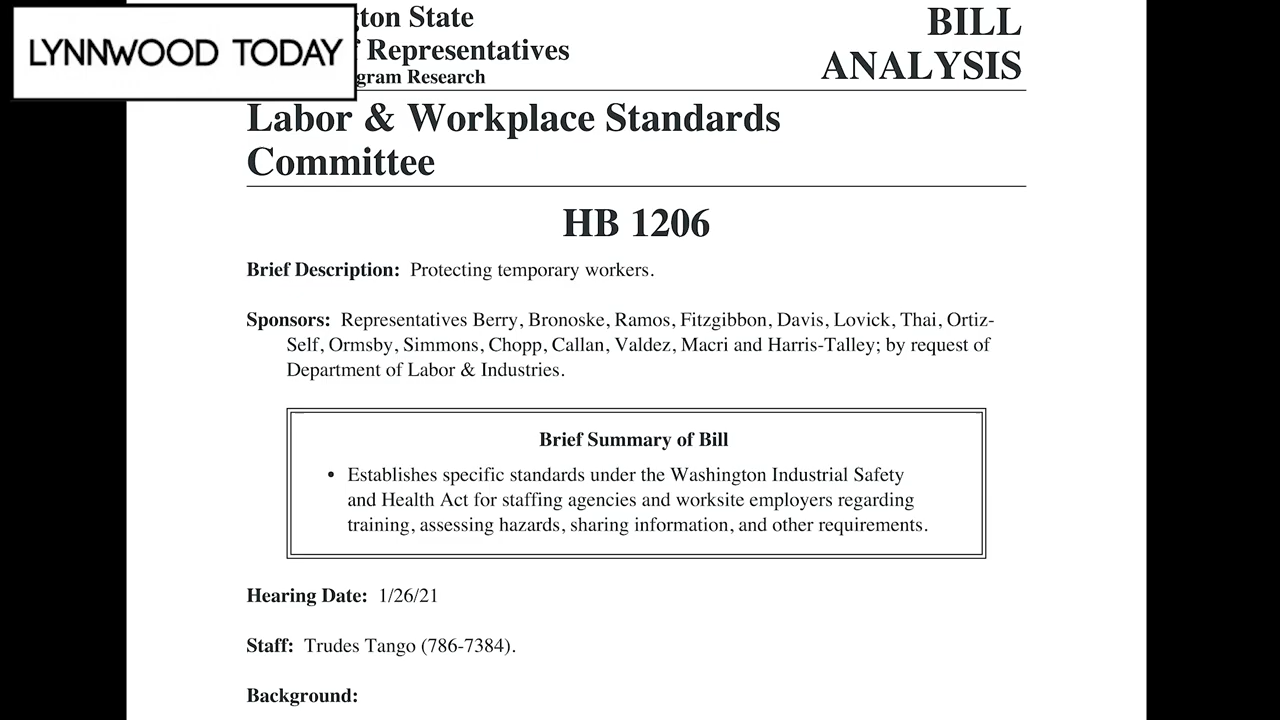 LYNNWOOD TODAY
gton State
f Representatives
gram Research
BILL
ANALYSIS
Labor & Workplace Standards
Committee
HB 1206
Brief Description: Protecting temporary workers.
Sponsors: Representatives Berry, Bronoske, Ramos, Fitzgibbon, Davis, Lovick, Thai, Ortiz-
Self, Ormsby, Simmons, Chopp, Callan, Valdez, Macri and Harris-Talley; by request of
Department of Labor & Industries.
Brief Summary of Bill
• Establishes specific standards under the Washington Industrial Safety
and Health Act for staffing agencies and worksite employers regarding
training, assessing hazards, sharing information, and other requirements.
Hearing Date: 1/26/21
Staff: Trudes Tango (786-7384).
Background: